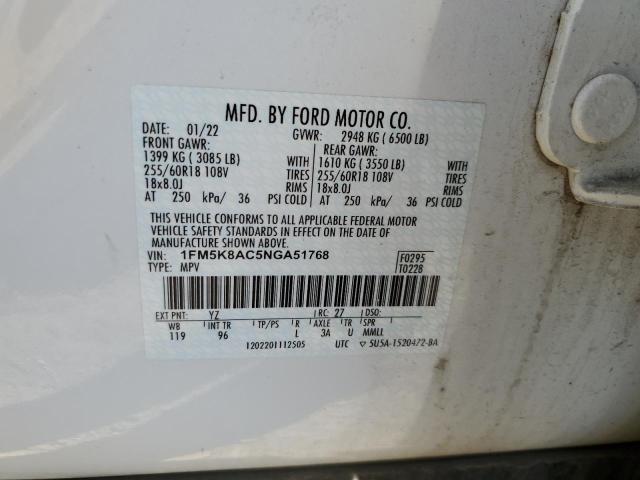 MFD. BY FORD MOTOR CO.
DATE: 01/22 GVWR: 2948 KG ( 6500 LB)
FRONT GAWR: REAR GAWR:
1399 KG ( 3085 LB) WITH 1610 KG ( 3550 LB) WITH
255/60R18 108V TIRES 255/60R18 108V TIRES
18x8.0J RIMS 18x8.0J RIMS
AT 250 kPa/ 36 PSI COLD AT 250 kPa/ 36 PSI COLD
THIS VEHICLE CONFORMS TO ALL APPLICABLE FEDERAL MOTOR
VEHICLE SAFETY STANDARDS IN EFFECT ON THE DATE OF
MANUFACTURE SHOWN ABOVE.
VIN: 1FM5K8AC5NGA51768 F0295
TYPE: MPV T0228
EXT PNT: YZ RC: 27 DSO:
WB INT TR TP/PS R AXLE TR SPR
119 96 L 3A U MMLL
1202201112505 UTC ▽ 5U5A-1520472-BA